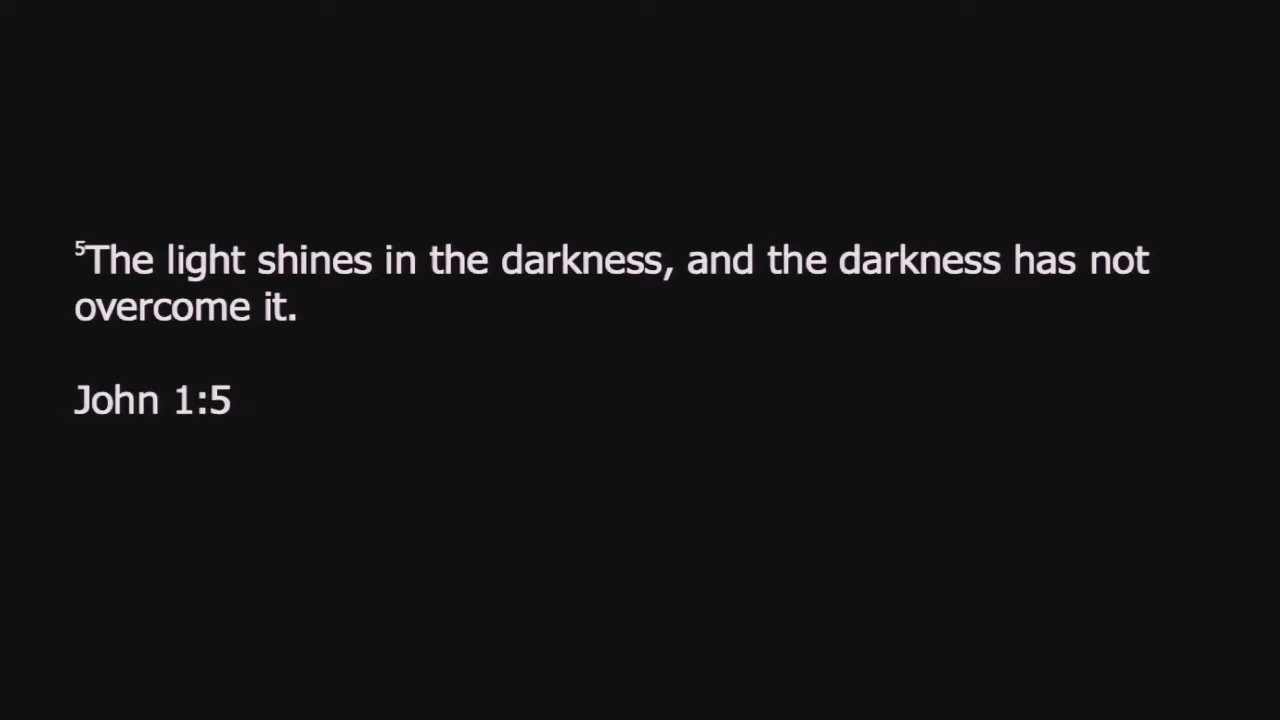 ⁵The light shines in the darkness, and the darkness has not
overcome it.
John 1:5